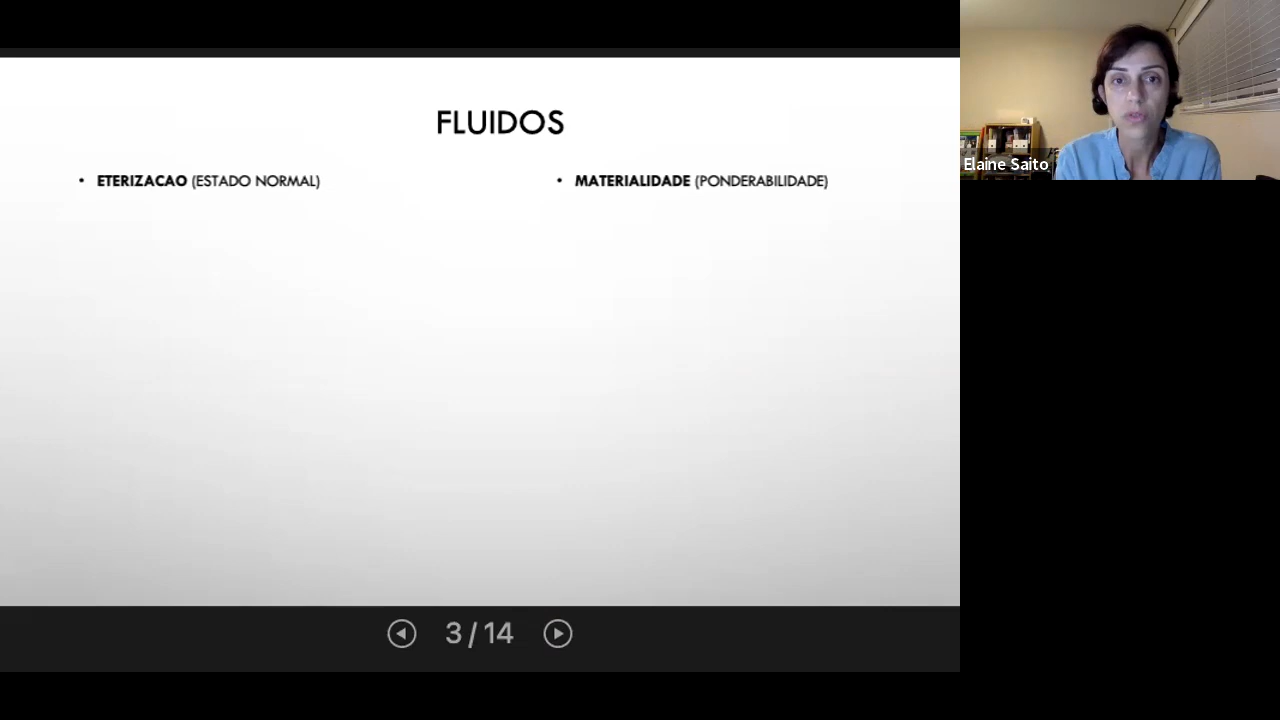 FLUIDOS
• ETERIZACAO (ESTADO NORMAL)
• MATERIALIDADE (PONDERABILIDADE)
Elaine Saito
3 / 14